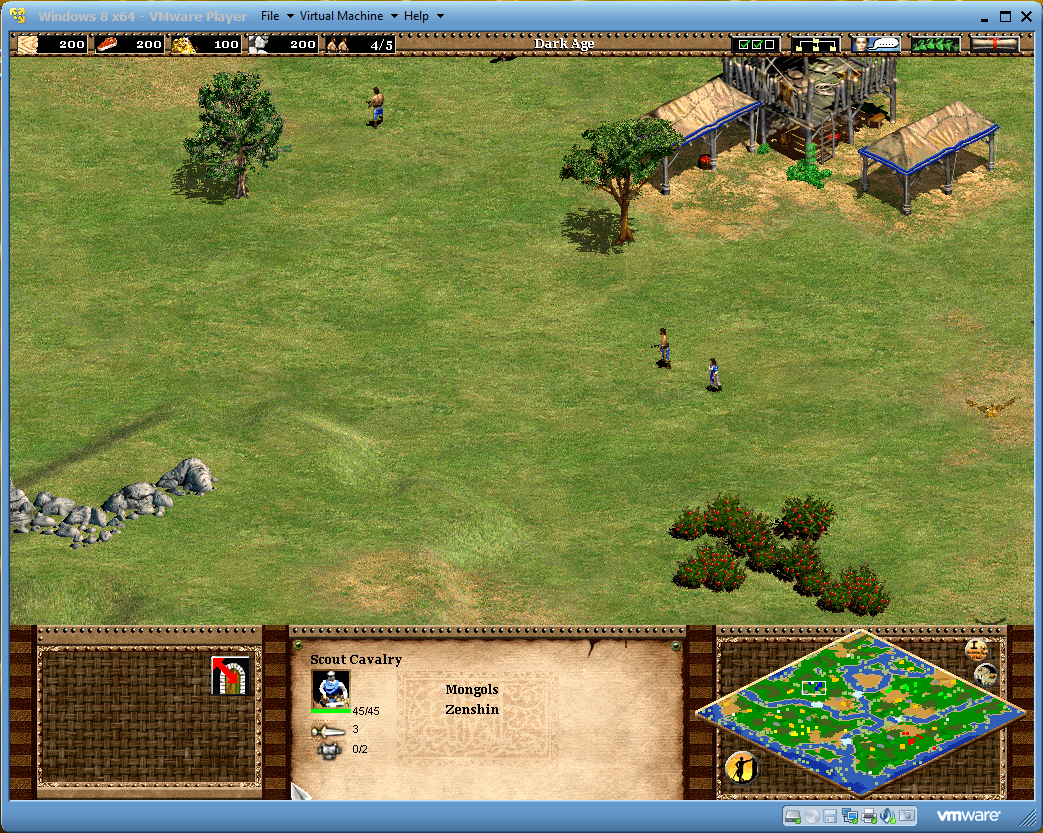 Windows 8 x64 - VMware Player File Virtual Machine Help
200 200 100 200 4/5 Dark Age
Scout Cavalry
Mongols
Zenshin
45/45
3
0/2
vmware